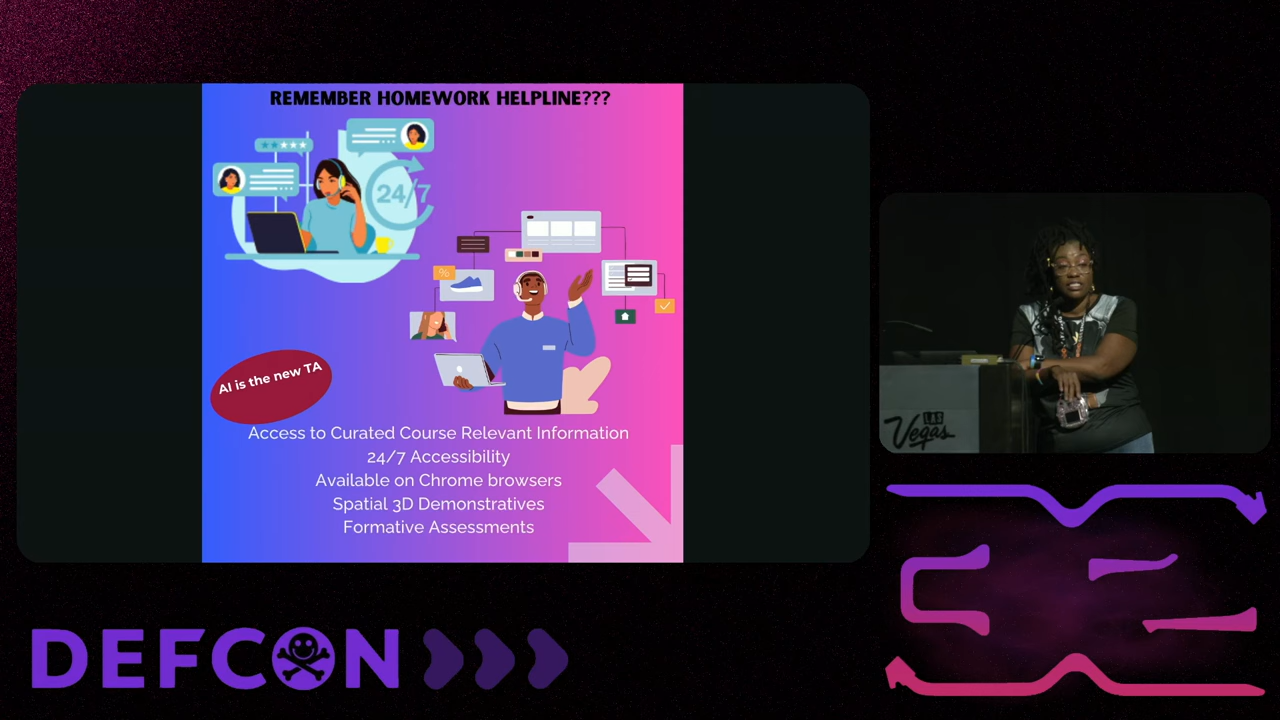 REMEMBER HOMEWORK HELPLINE???
24/7
%
AI is the new TA
Access to Curated Course Relevant Information
24/7 Accessibility
Available on Chrome browsers
Spatial 3D Demonstratives
Formative Assessments
LAS
Vegas
DEFCON